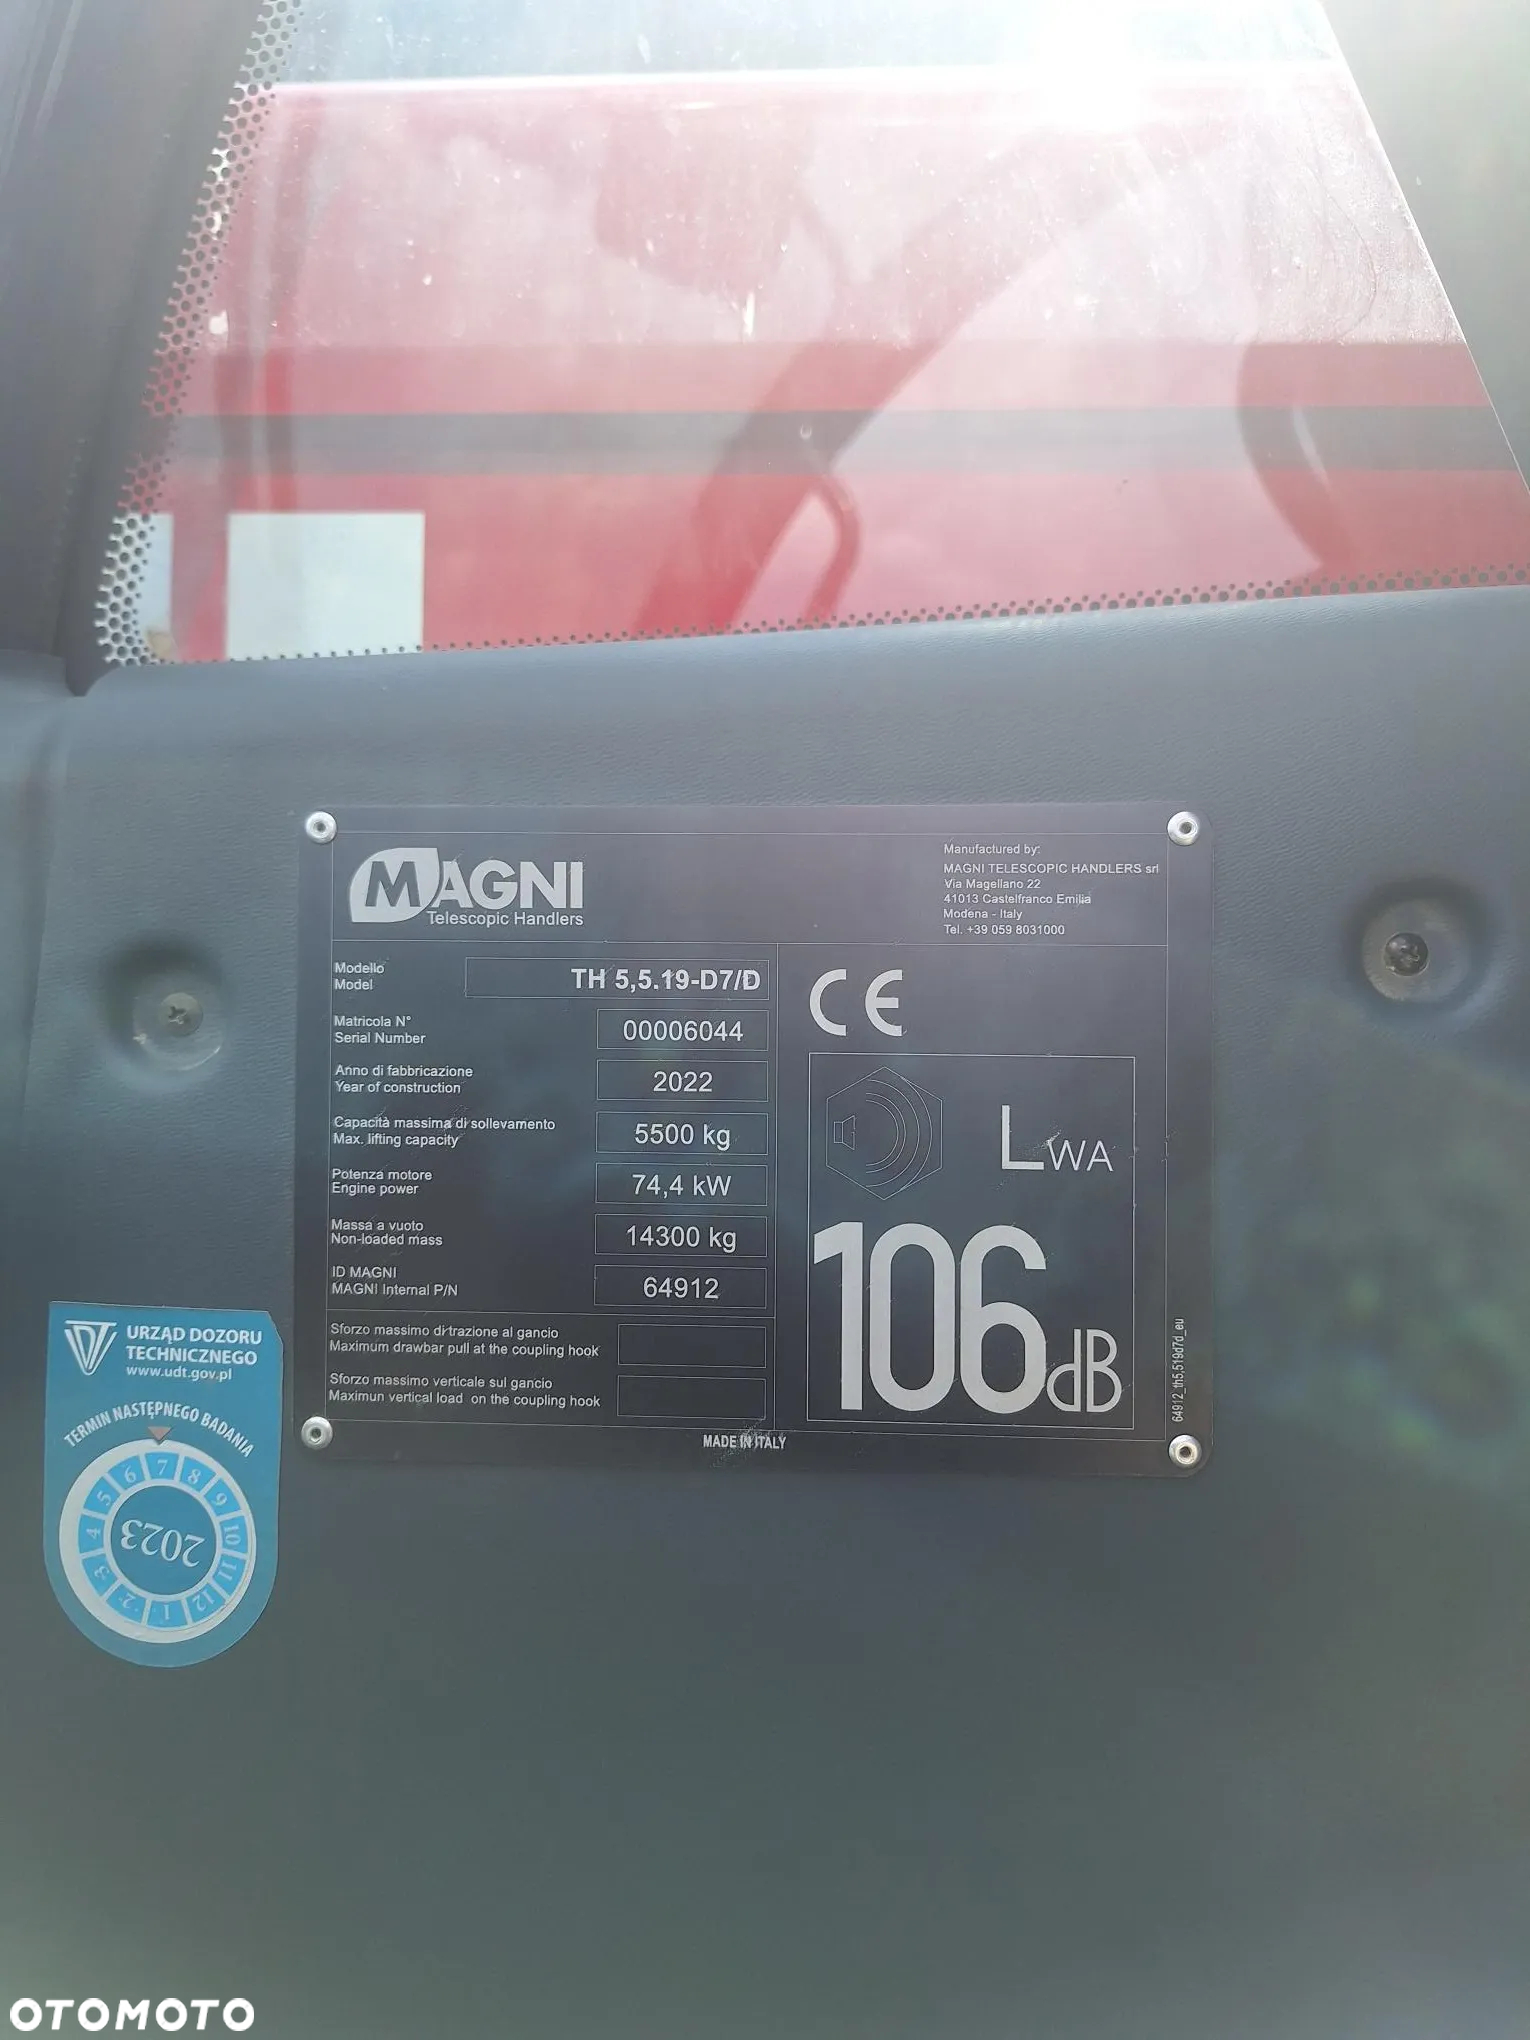 MAGNI
Telescopic Handlers
Manufactured by:
MAGNI TELESCOPIC HANDLERS srl
Via Magellano 22
41013 Castelfranco Emilia
Modena - Italy
Tel. +39 059 8031000
Modello
Model
TH 5,5.19-D7/D
Matricola N°
Serial Number
00006044
Anno di fabbricazione
Year of construction
2022
Capacità massima di sollevamento
Max. lifting capacity
5500 kg
Potenza motore
Engine power
74,4 kW
Massa a vuoto
Non-loaded mass
14300 kg
ID MAGNI
MAGNI Internal P/N
64912
Sforzo massimo di trazione al gancio
Maximum drawbar pull at the coupling hook
Sforzo massimo verticale sul gancio
Maximun vertical load on the coupling hook
CE
LWA
106dB
64912_th5,519d7d_eu
MADE IN ITALY
UDT
URZĄD DOZORU
TECHNICZNEGO
www.udt.gov.pl
TERMIN NASTĘPNEGO BADANIA
1 2 3 4 5 6 7 8 9 10 11 12
2023
OTOMOTO